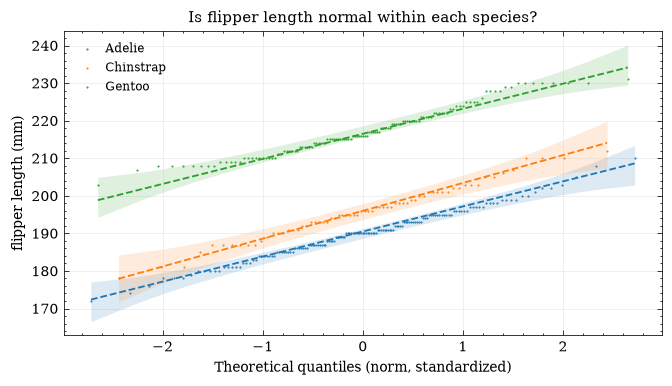 Is flipper length normal within each species?
240
230
220
210
200
190
180
170
flipper length (mm)
Adelie
Chinstrap
Gentoo
−2
−1
0
1
2
Theoretical quantiles (norm, standardized)